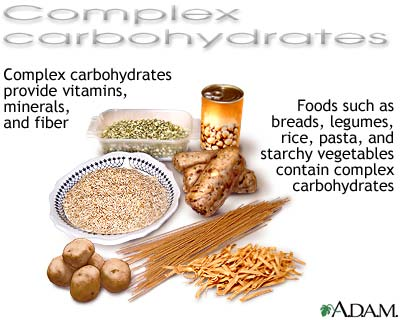 Complex
carbohydrates
Complex carbohydrates
provide vitamins,
minerals,
and fiber
Foods such as
breads, legumes,
rice, pasta, and
starchy vegetables
contain complex
carbohydrates
ADAM.